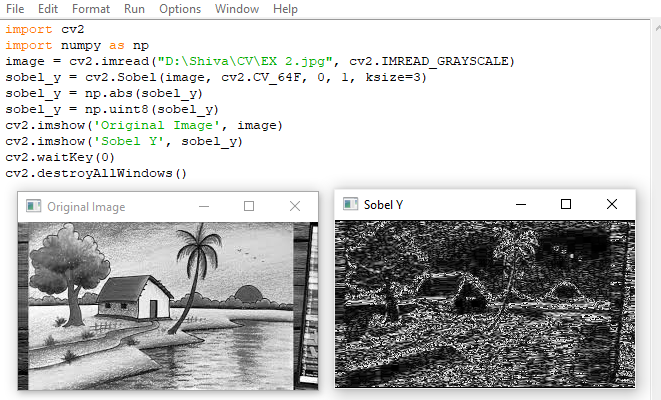 File Edit Format Run Options Window Help
import cv2
import numpy as np
image = cv2.imread("D:\Shiva\CV\EX 2.jpg", cv2.IMREAD_GRAYSCALE)
sobel_y = cv2.Sobel(image, cv2.CV_64F, 0, 1, ksize=3)
sobel_y = np.abs(sobel_y)
sobel_y = np.uint8(sobel_y)
cv2.imshow('Original Image', image)
cv2.imshow('Sobel Y', sobel_y)
cv2.waitKey(0)
cv2.destroyAllWindows()
Original Image
Sobel Y